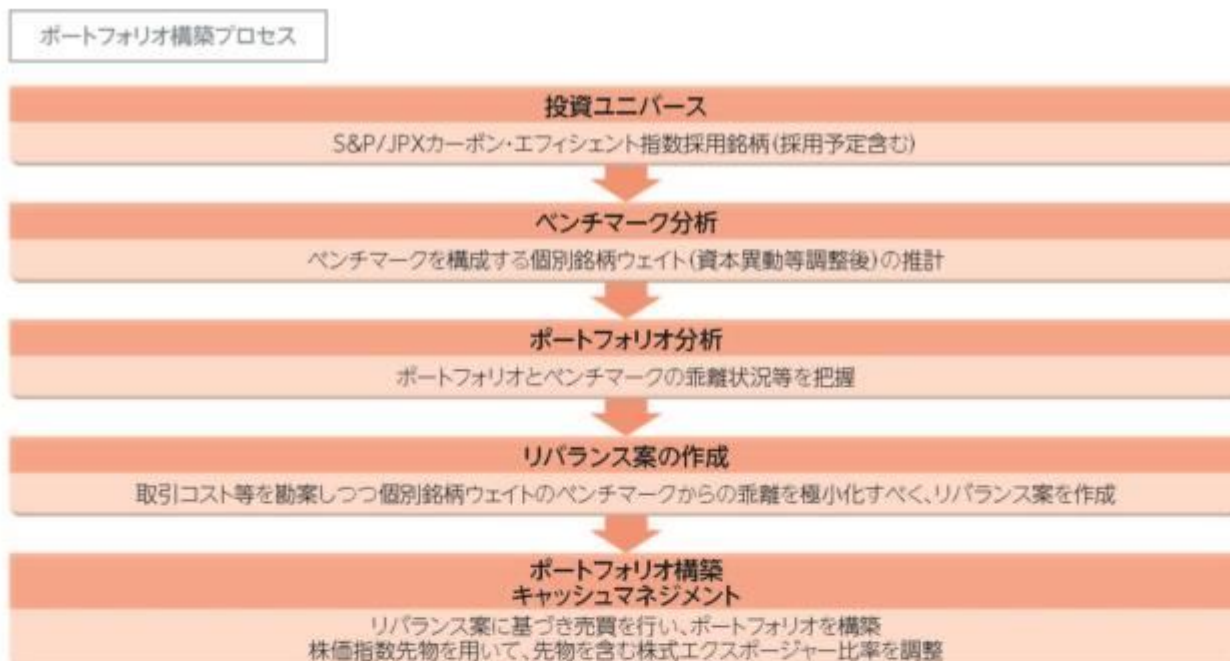 ポートフォリオ構築プロセス
投資ユニバース
S&P/JPXカーボン・エフィシェント指数採用銘柄(採用予定含む)
ベンチマーク分析
ベンチマークを構成する個別銘柄ウェイト(資本異動等調整後)の推計
ポートフォリオ分析
ポートフォリオとベンチマークの乖離状況等を把握
リバランス案の作成
取引コスト等を勘案しつつ個別銘柄ウェイトのベンチマークからの乖離を極小化すべく、リバランス案を作成
ポートフォリオ構築
キャッシュマネジメント
リバランス案に基づき売買を行い、ポートフォリオを構築
株価指数先物を用いて、先物を含む株式エクスポージャー比率を調整